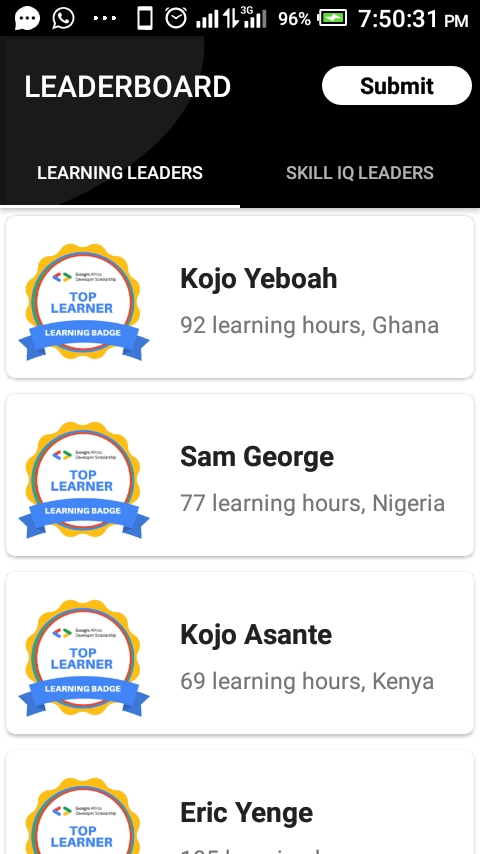 3G 96% 7:50:31 PM
LEADERBOARD
Submit
LEARNING LEADERS
SKILL IQ LEADERS
Google Africa
Developer Scholarship
TOP
LEARNER
LEARNING BADGE
Kojo Yeboah
92 learning hours, Ghana
Google Africa
Developer Scholarship
TOP
LEARNER
LEARNING BADGE
Sam George
77 learning hours, Nigeria
Google Africa
Developer Scholarship
TOP
LEARNER
LEARNING BADGE
Kojo Asante
69 learning hours, Kenya
Google Africa
Developer Scholarship
TOP
LEARNER
Eric Yenge